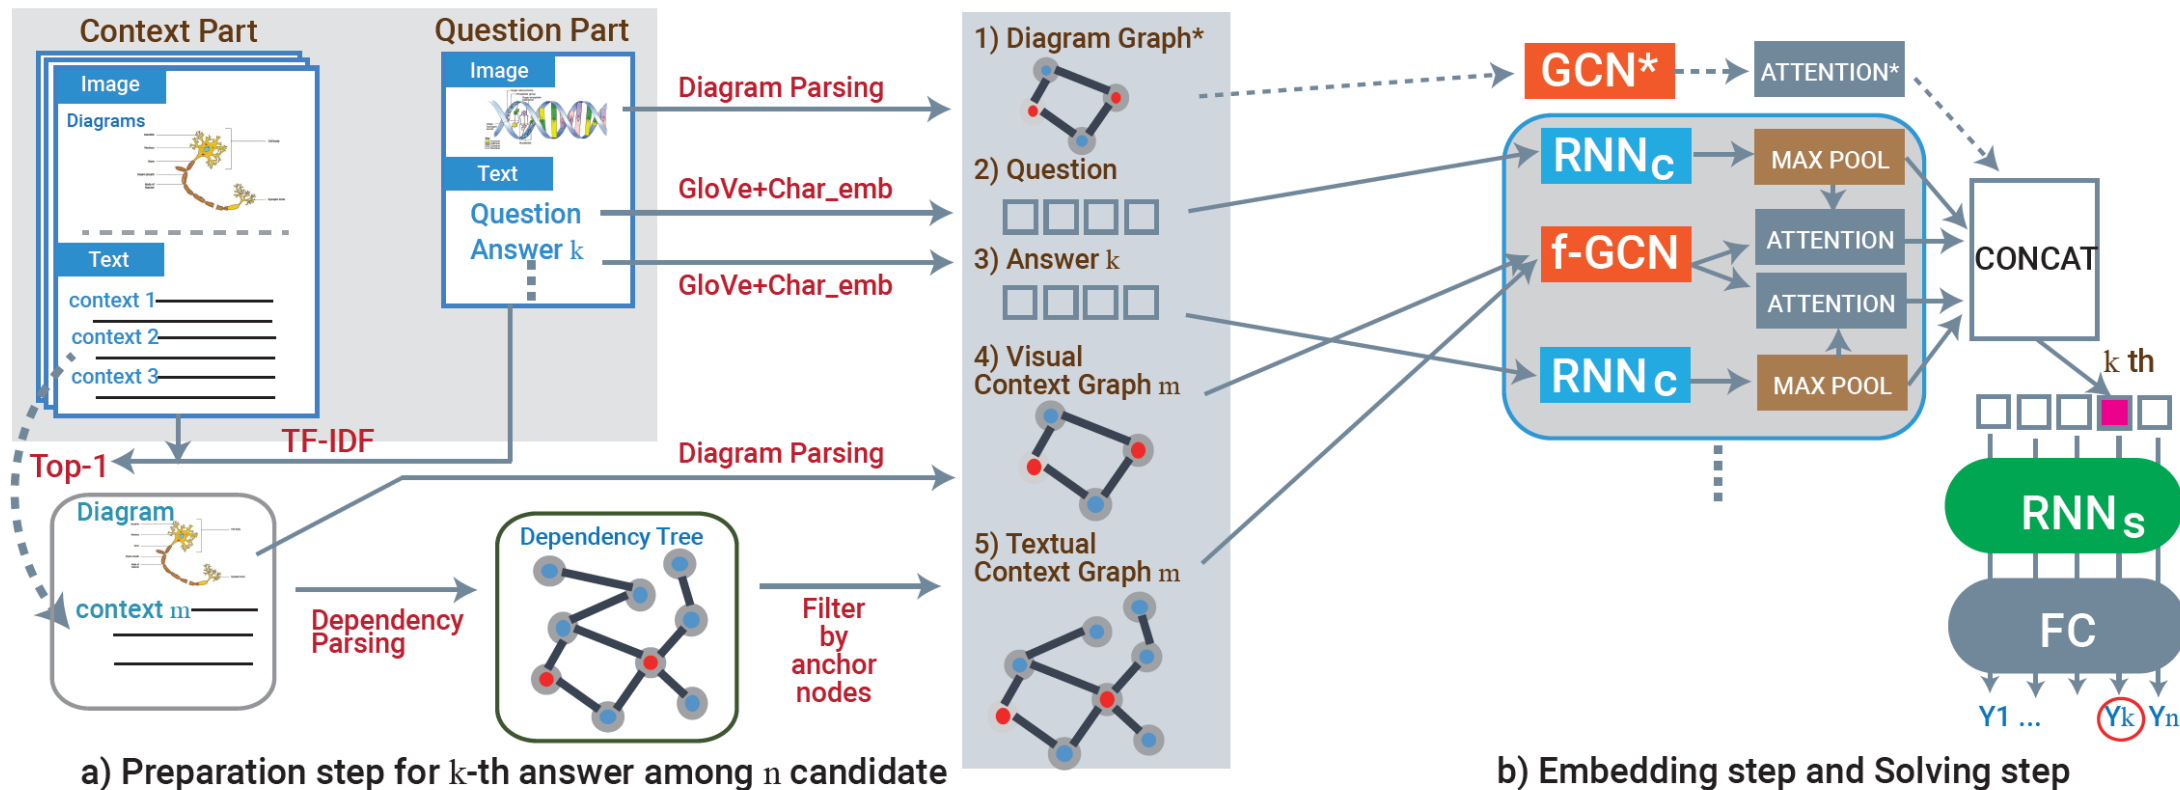 Context Part
Image
Diagrams
Text
context 1
context 2
context 3
Question Part
Image
Text
Question
Answer k
Diagram Parsing
GloVe+Char_emb
GloVe+Char_emb
TF-IDF
Top-1
Diagram Parsing
Diagram
context m
Dependency
Parsing
Dependency Tree
Filter
by
anchor
nodes
a) Preparation step for k-th answer among n candidate
1) Diagram Graph*
2) Question
3) Answer k
4) Visual
Context Graph m
5) Textual
Context Graph m
GCN*
ATTENTION*
RNNc
MAX POOL
ATTENTION
f-GCN
ATTENTION
RNNc
MAX POOL
CONCAT
k th
RNNs
FC
Y1 ... Yk Yn
b) Embedding step and Solving step